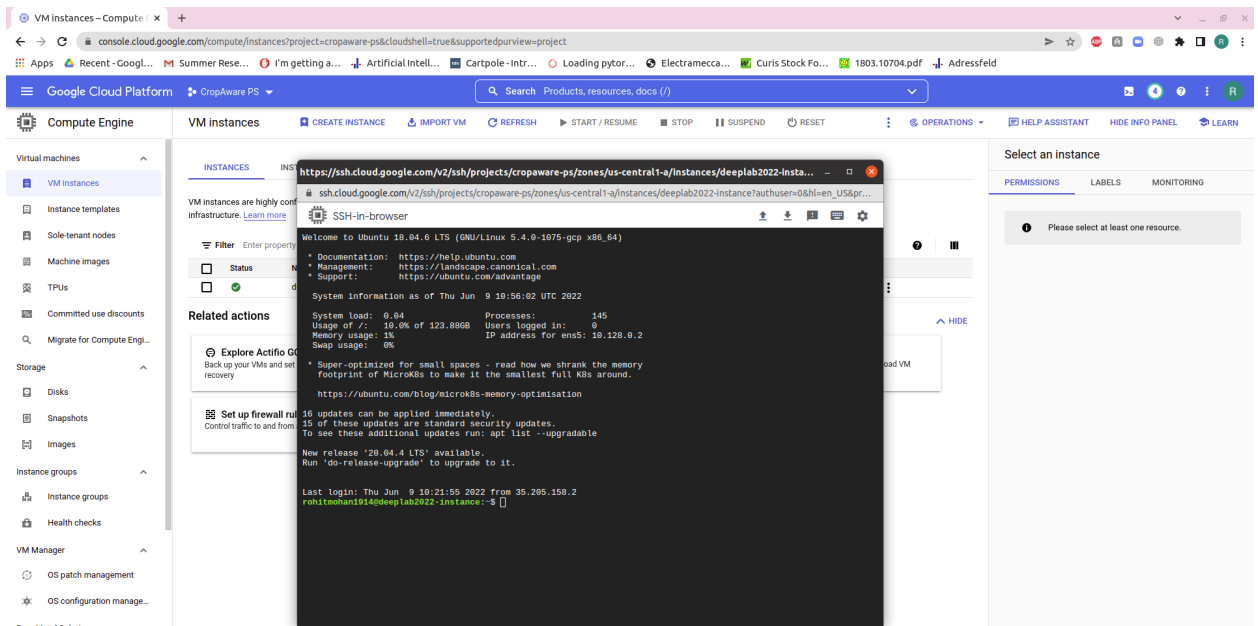 VM instances – Compute E
console.cloud.google.com/compute/instances?project=cropaware-ps&cloudshell=true&supportedpurview=project
Apps Recent - Googl... Summer Rese... I'm getting a... Artificial Intell... Cartpole - Intr... Loading pytor... Electramecca... Curis Stock Fo... 1803.10704.pdf Adressfeld
Google Cloud Platform CropAware PS Search Products, resources, docs (/) 4 R
Compute Engine VM instances CREATE INSTANCE IMPORT VM REFRESH START / RESUME STOP SUSPEND RESET OPERATIONS HELP ASSISTANT HIDE INFO PANEL LEARN
Virtual machines
VM instances
Instance templates
Sole-tenant nodes
Machine images
TPUs
Committed use discounts
Migrate for Compute Engi...
Storage
Disks
Snapshots
Images
Instance groups
Instance groups
Health checks
VM Manager
OS patch management
OS configuration manage...
INSTANCES INST
VM instances are highly conf
infrastructure. Learn more
Filter Enter property
Status N
d
Related actions
HIDE
Explore Actifio GC
Back up your VMs and set
recovery
oad VM
Set up firewall rul
Control traffic to and from
https://ssh.cloud.google.com/v2/ssh/projects/cropaware-ps/zones/us-central1-a/instances/deeplab2022-insta...
ssh.cloud.google.com/v2/ssh/projects/cropaware-ps/zones/us-central1-a/instances/deeplab2022-instance?authuser=0&hl=en_US&pr...
SSH-in-browser
Welcome to Ubuntu 18.04.6 LTS (GNU/Linux 5.4.0-1075-gcp x86_64)
* Documentation: https://help.ubuntu.com
* Management: https://landscape.canonical.com
* Support: https://ubuntu.com/advantage
System information as of Thu Jun 9 10:56:02 UTC 2022
System load: 0.04 Processes: 145
Usage of /: 10.0% of 123.88GB Users logged in: 0
Memory usage: 1% IP address for ens5: 10.128.0.2
Swap usage: 0%
* Super-optimized for small spaces - read how we shrank the memory
footprint of MicroK8s to make it the smallest full K8s around.
https://ubuntu.com/blog/microk8s-memory-optimisation
16 updates can be applied immediately.
15 of these updates are standard security updates.
To see these additional updates run: apt list --upgradable
New release '20.04.4 LTS' available.
Run 'do-release-upgrade' to upgrade to it.
Last login: Thu Jun 9 10:21:55 2022 from 35.205.158.2
rohitmohan1914@deeplab2022-instance:~$
Select an instance
PERMISSIONS LABELS MONITORING
Please select at least one resource.